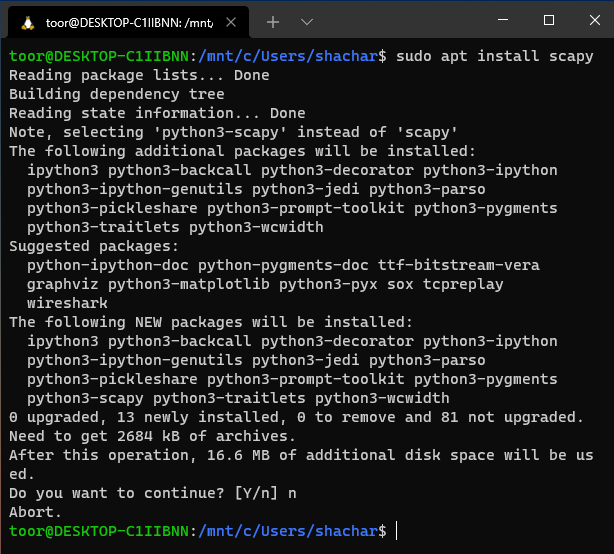 toor@DESKTOP-C1IIBNN: /mnt/
toor@DESKTOP-C1IIBNN:/mnt/c/Users/shachar$ sudo apt install scapy
Reading package lists... Done
Building dependency tree
Reading state information... Done
Note, selecting 'python3-scapy' instead of 'scapy'
The following additional packages will be installed:
  ipython3 python3-backcall python3-decorator python3-ipython
  python3-ipython-genutils python3-jedi python3-parso
  python3-pickleshare python3-prompt-toolkit python3-pygments
  python3-traitlets python3-wcwidth
Suggested packages:
  python-ipython-doc python-pygments-doc ttf-bitstream-vera
  graphviz python3-matplotlib python3-pyx sox tcpreplay
  wireshark
The following NEW packages will be installed:
  ipython3 python3-backcall python3-decorator python3-ipython
  python3-ipython-genutils python3-jedi python3-parso
  python3-pickleshare python3-prompt-toolkit python3-pygments
  python3-scapy python3-traitlets python3-wcwidth
0 upgraded, 13 newly installed, 0 to remove and 81 not upgraded.
Need to get 2684 kB of archives.
After this operation, 16.6 MB of additional disk space will be us
ed.
Do you want to continue? [Y/n] n
Abort.
toor@DESKTOP-C1IIBNN:/mnt/c/Users/shachar$